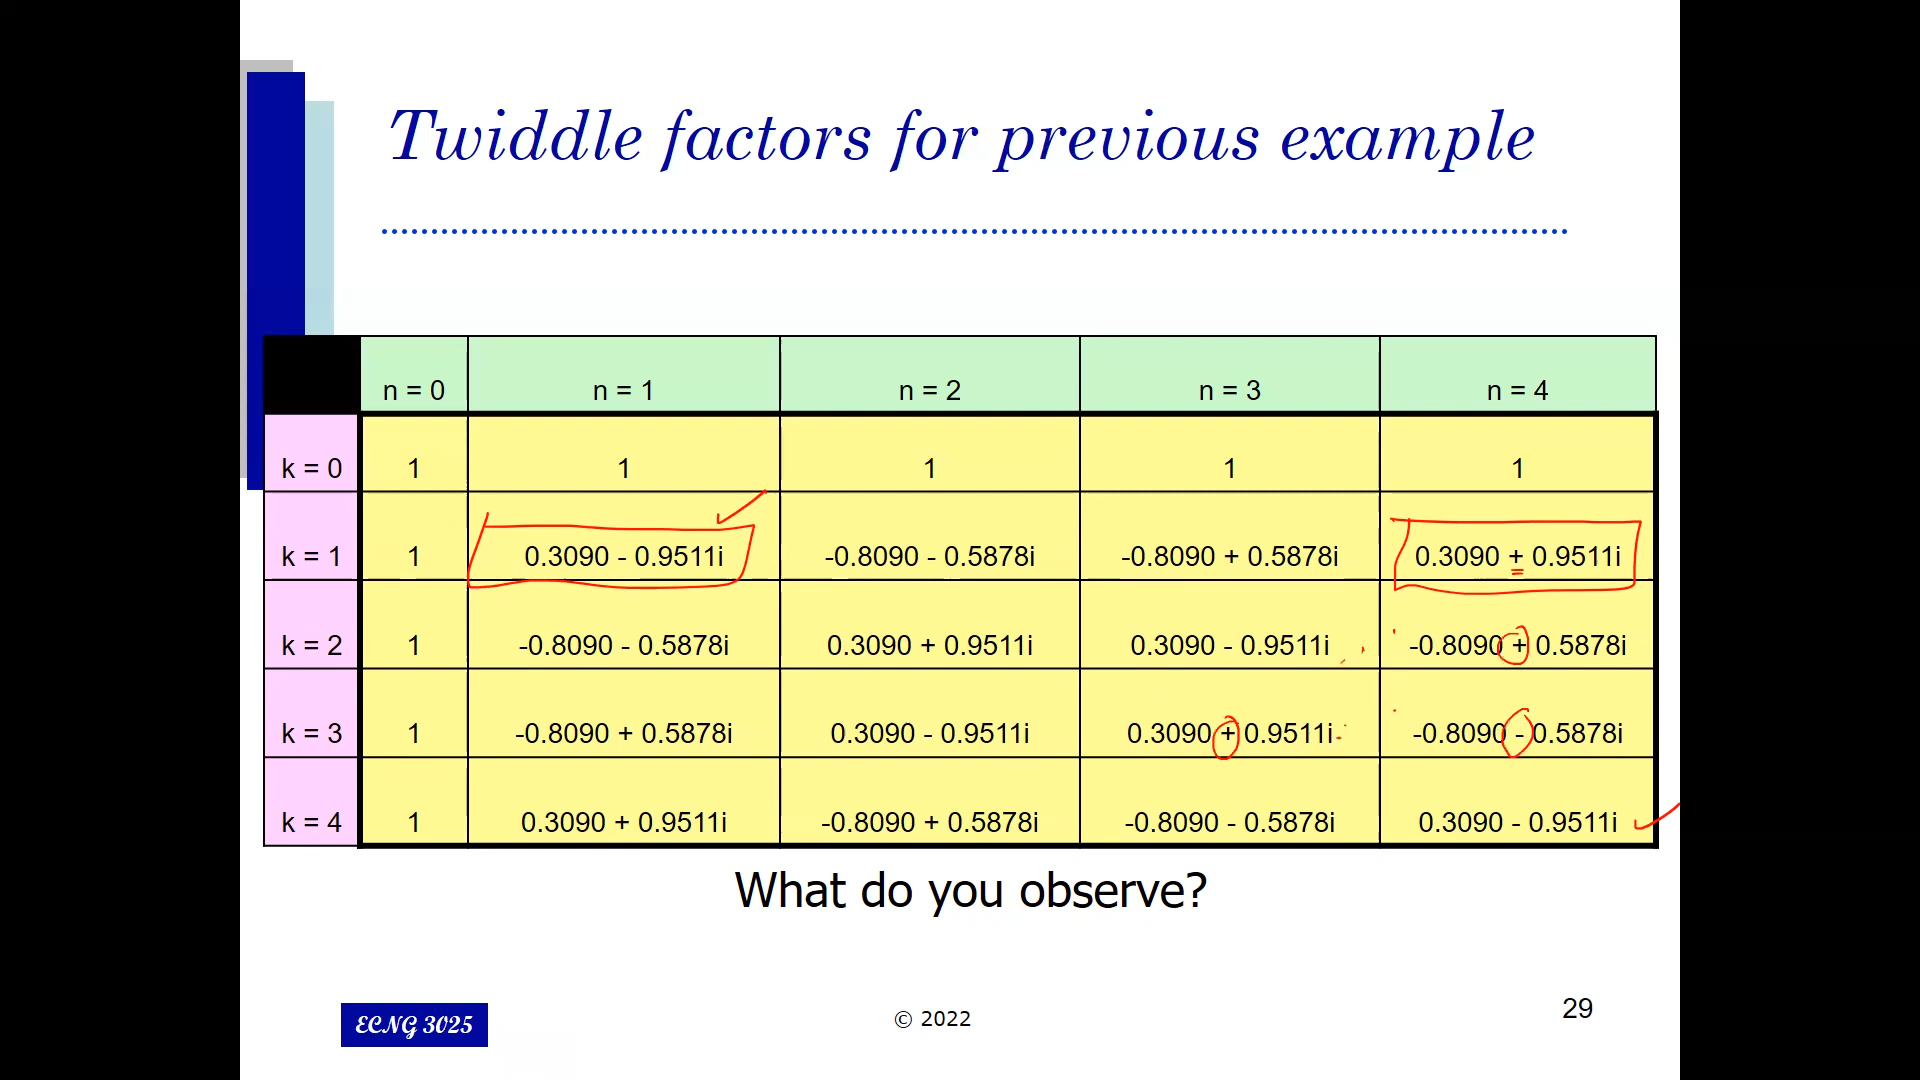 Twiddle factors for previous example
n = 0 n = 1 n = 2 n = 3 n = 4
k = 0 1 1 1 1 1
k = 1 1 0.3090 - 0.9511i -0.8090 - 0.5878i -0.8090 + 0.5878i 0.3090 + 0.9511i
k = 2 1 -0.8090 - 0.5878i 0.3090 + 0.9511i 0.3090 - 0.9511i -0.8090 + 0.5878i
k = 3 1 -0.8090 + 0.5878i 0.3090 - 0.9511i 0.3090 + 0.9511i -0.8090 - 0.5878i
k = 4 1 0.3090 + 0.9511i -0.8090 + 0.5878i -0.8090 - 0.5878i 0.3090 - 0.9511i
What do you observe?
ECNG 3025 © 2022 29